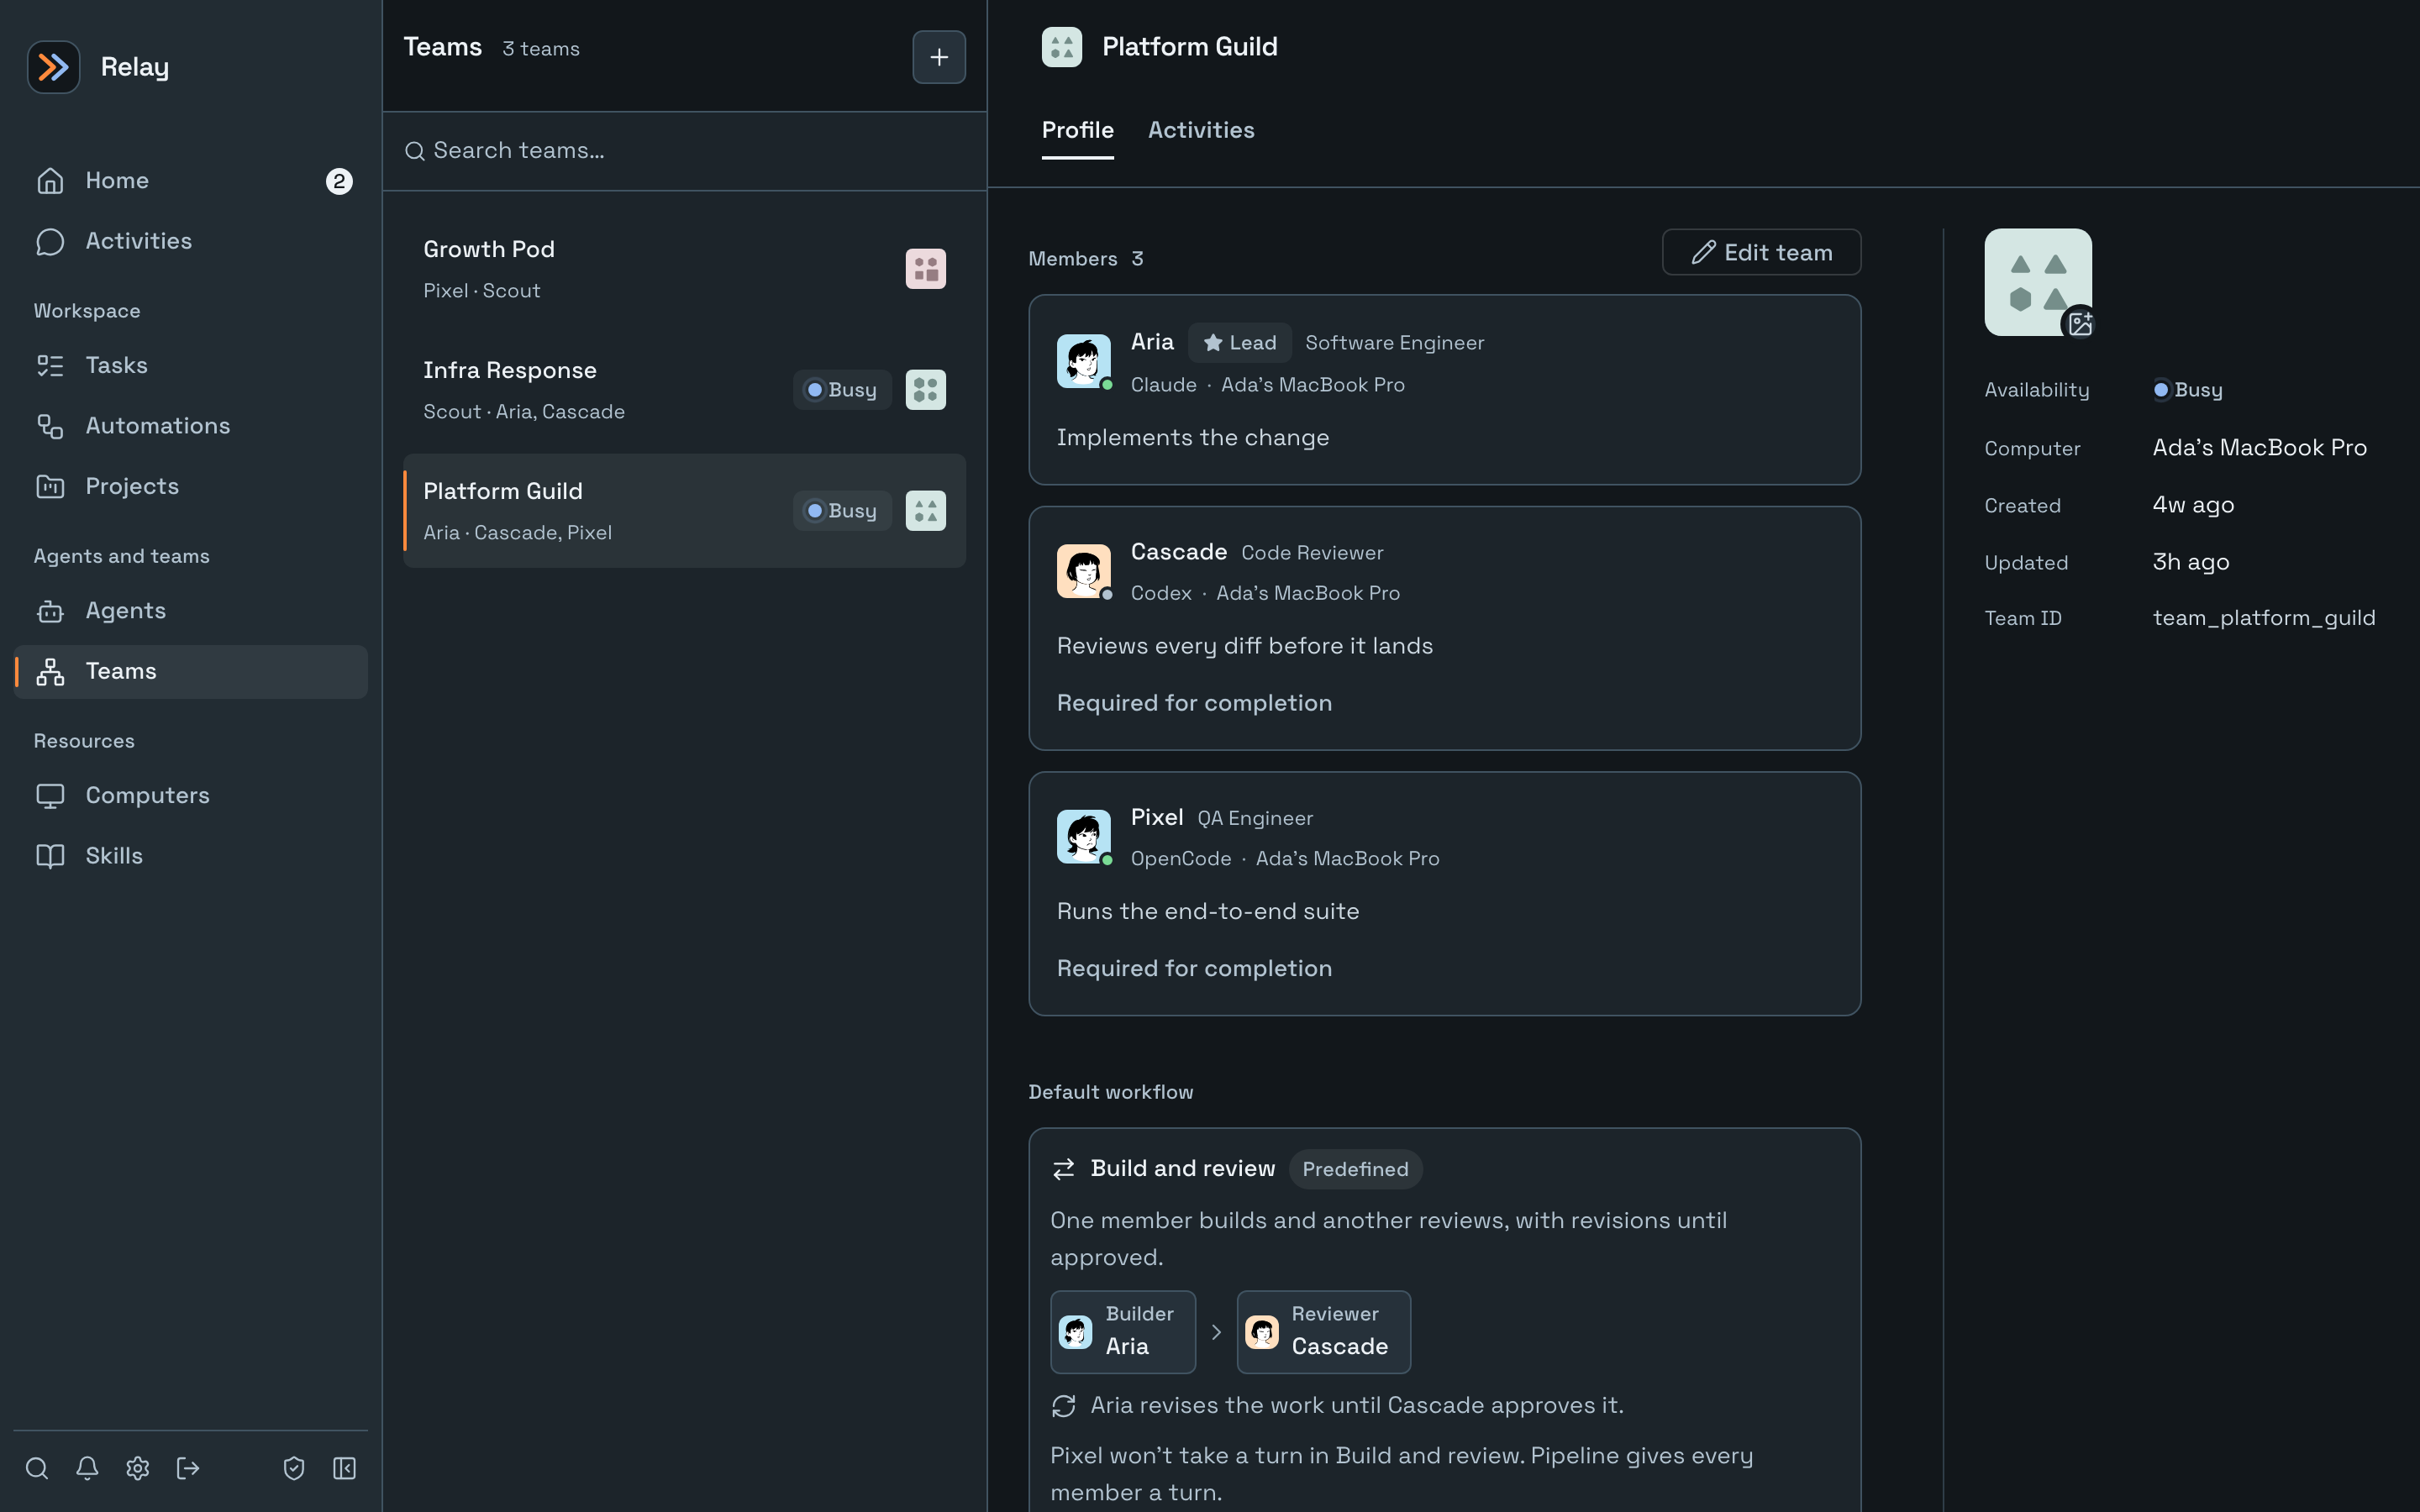 Relay
Home
2
Activities
Workspace
Tasks
Automations
Projects
Agents and teams
Agents
Teams
Resources
Computers
Skills
Teams 3 teams
Search teams…
Growth Pod
Pixel · Scout
Infra Response
Scout · Aria, Cascade
Busy
Platform Guild
Aria · Cascade, Pixel
Busy
Platform Guild
Profile Activities
Members 3
Edit team
Aria Lead Software Engineer
Claude · Ada's MacBook Pro
Implements the change
Cascade Code Reviewer
Codex · Ada's MacBook Pro
Reviews every diff before it lands
Required for completion
Pixel QA Engineer
OpenCode · Ada's MacBook Pro
Runs the end-to-end suite
Required for completion
Default workflow
Build and review Predefined
One member builds and another reviews, with revisions until
approved.
Builder
Aria
Reviewer
Cascade
Aria revises the work until Cascade approves it.
Pixel won't take a turn in Build and review. Pipeline gives every
member a turn.
Availability Busy
Computer Ada's MacBook Pro
Created 4w ago
Updated 3h ago
Team ID team_platform_guild